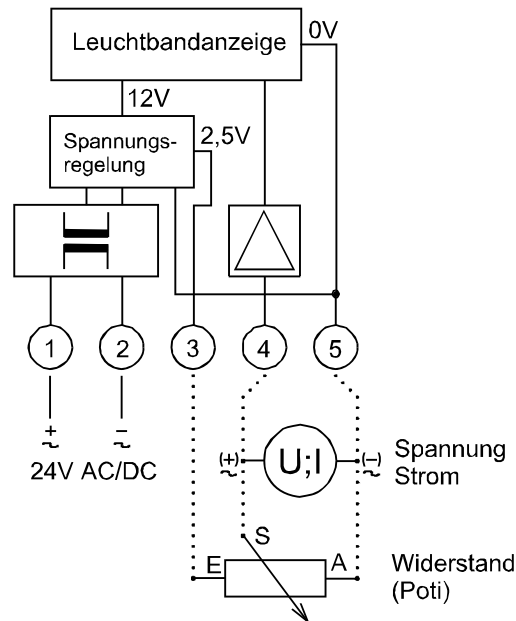 Leuchtbandanzeige
0V
12V
Spannungs-
regelung
2,5V
1
2
3
4
5
+
~
–
~
24V AC/DC
(+)
~
U;I
(–)
~
Spannung
Strom
S
E
A
Widerstand
(Poti)